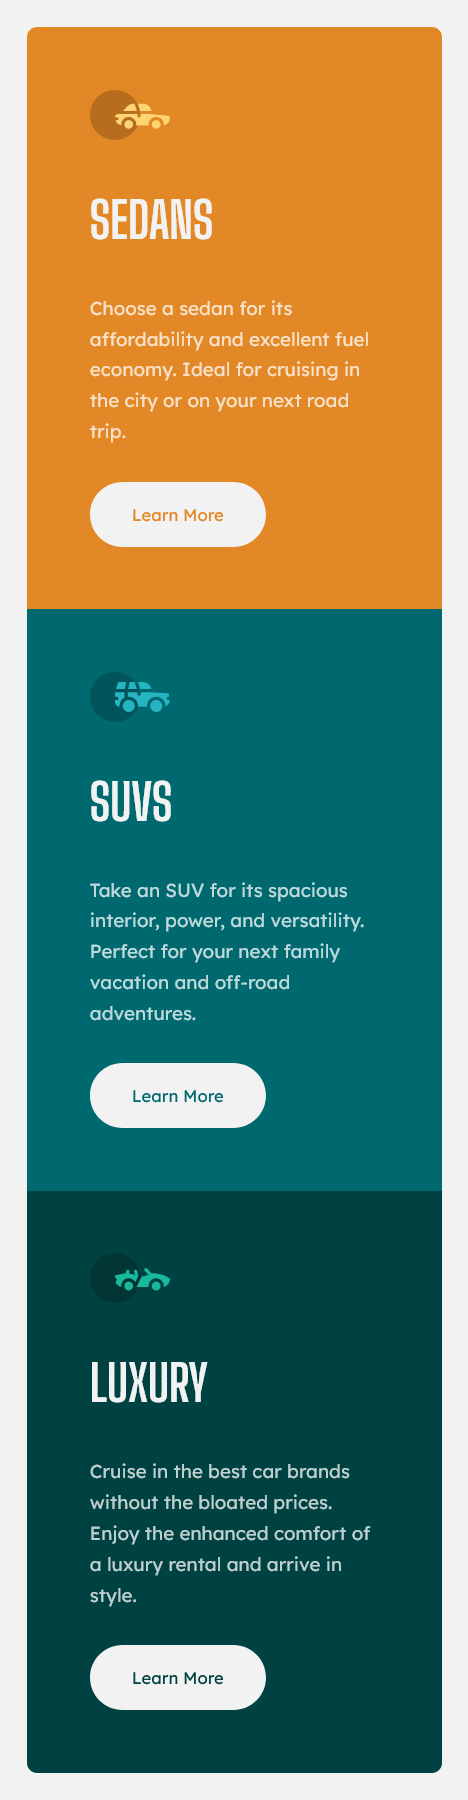 SEDANS
Choose a sedan for its
affordability and excellent fuel
economy. Ideal for cruising in
the city or on your next road
trip.
Learn More
SUVS
Take an SUV for its spacious
interior, power, and versatility.
Perfect for your next family
vacation and off-road
adventures.
Learn More
LUXURY
Cruise in the best car brands
without the bloated prices.
Enjoy the enhanced comfort of
a luxury rental and arrive in
style.
Learn More